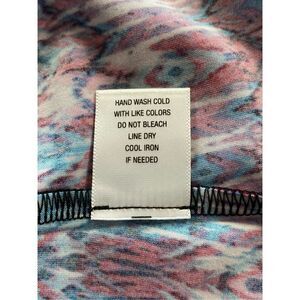 HAND WASH COLD
WITH LIKE COLORS
DO NOT BLEACH
LINE DRY
COOL IRON
IF NEEDED